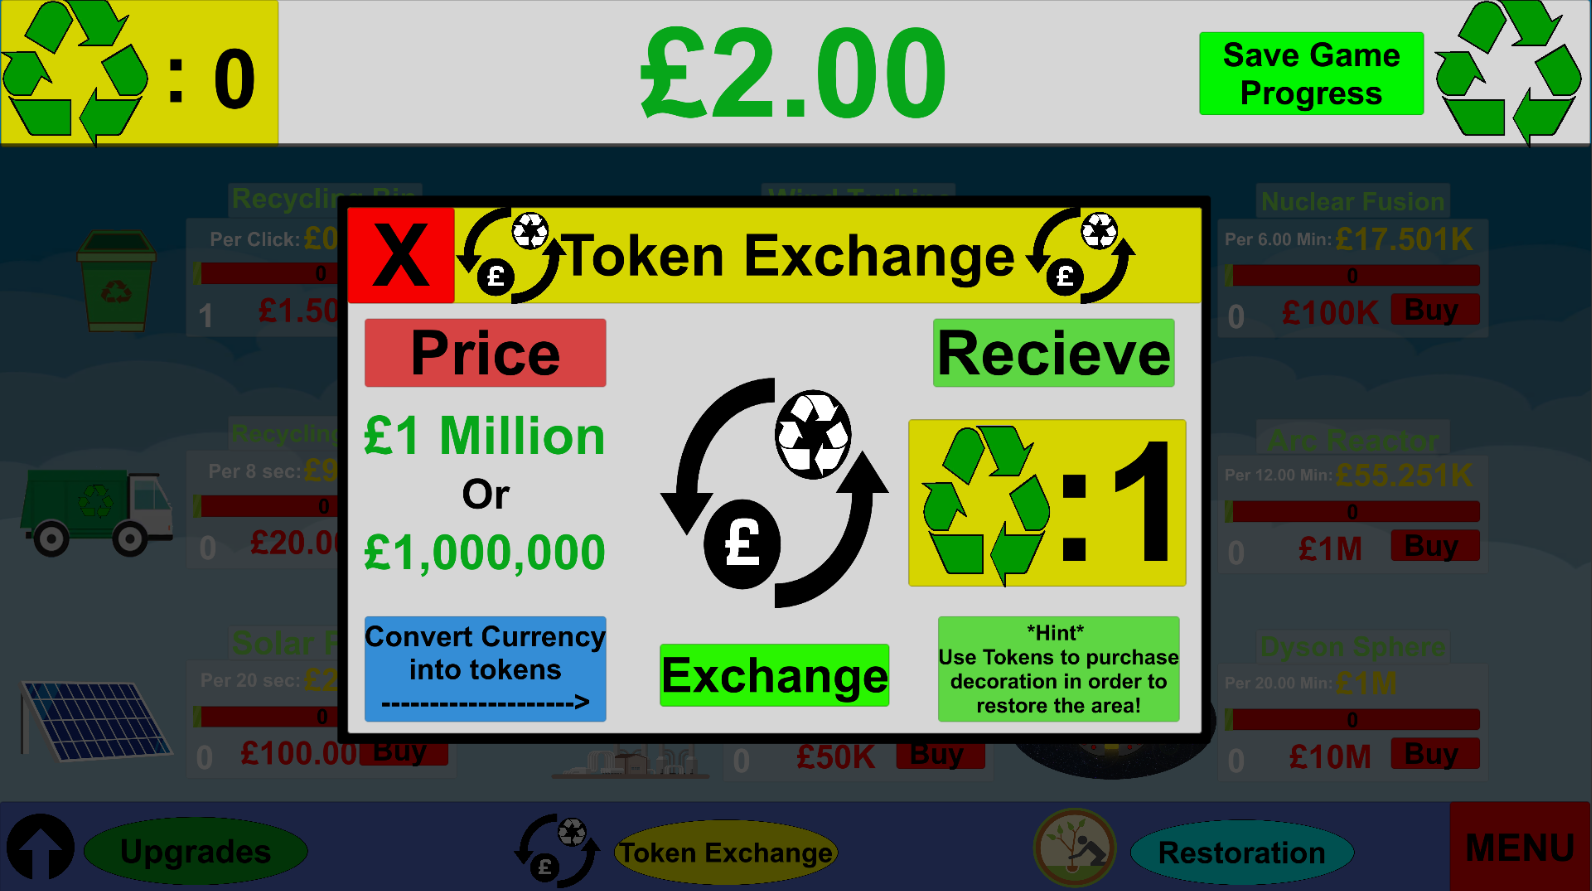 : 0
£2.00
Save Game
Progress
Recycling Bin
Nuclear Fusion
Per Click: £0
Per 6.00 Min: £17.501K
0
0
1
£1.50
0
£100K
Buy
X
Token Exchange
£
£
Price
Recieve
£1 Million
Or
£1,000,000
£
:1
Convert Currency
into tokens
-------------------->
Exchange
*Hint*
Use Tokens to purchase
decoration in order to
restore the area!
Recycling
Arc Reactor
Per 8 sec: £9
Per 12.00 Min: £55.251K
0
0
0
£20.00
0
£1M
Buy
Solar
Dyson Sphere
Per 20 sec: £2
Per 20.00 Min: £1M
0
0
0
£100.00
Buy
0
£50K
Buy
0
£10M
Buy
Upgrades
£
Token Exchange
Restoration
MENU